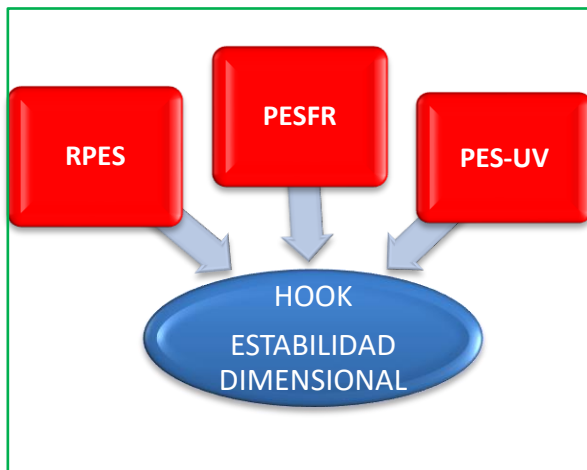 RPES
PESFR
PES-UV
HOOK
ESTABILIDAD
DIMENSIONAL